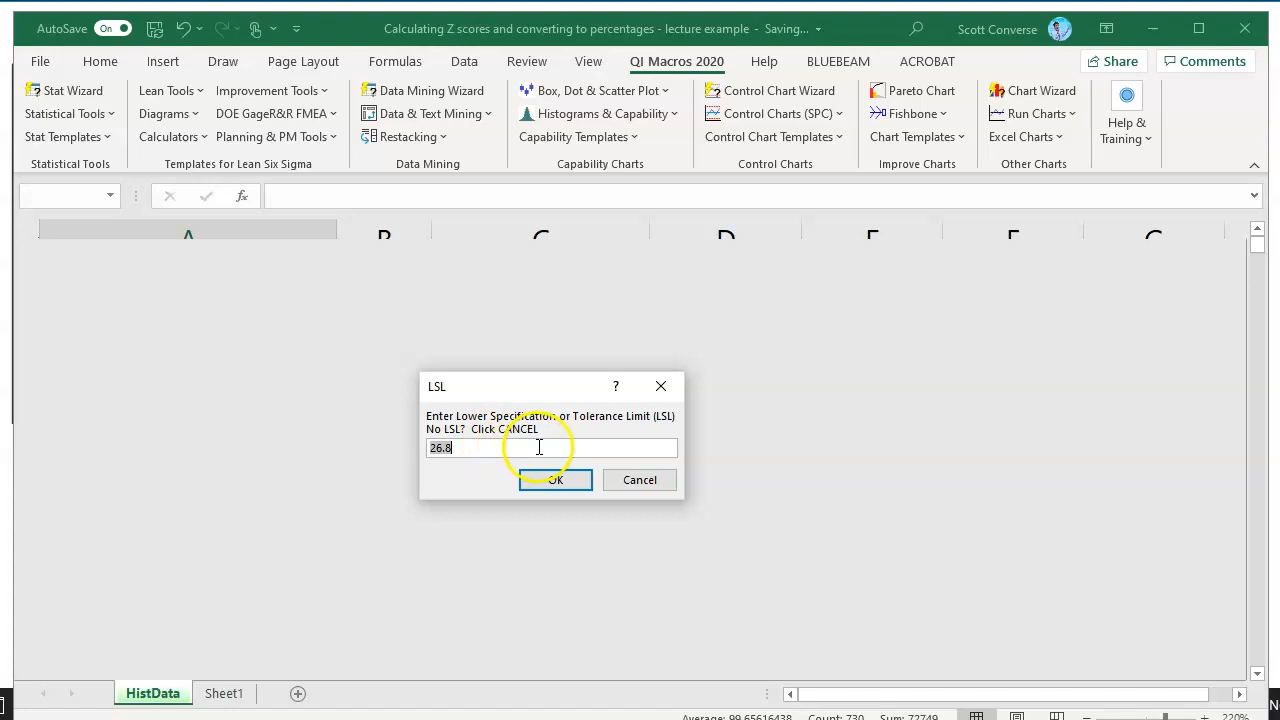 AutoSave On Calculating Z scores and converting to percentages - lecture example - Saving... Scott Converse
File Home Insert Draw Page Layout Formulas Data Review View QI Macros 2020 Help BLUEBEAM ACROBAT Share Comments
Stat Wizard Lean Tools Improvement Tools Data Mining Wizard Box, Dot & Scatter Plot Control Chart Wizard Pareto Chart Chart Wizard
Statistical Tools Diagrams DOE GageR&R FMEA Data & Text Mining Histograms & Capability Control Charts (SPC) Fishbone Run Charts Help &
Stat Templates Calculators Planning & PM Tools Restacking Capability Templates Control Chart Templates Chart Templates Excel Charts Training
Statistical Tools Templates for Lean Six Sigma Data Mining Capability Charts Control Charts Improve Charts Other Charts
fx
A B C D E F G
LSL ?
Enter Lower Specification or Tolerance Limit (LSL)
No LSL? Click CANCEL
26.8
OK Cancel
HistData Sheet1
Average: 99.65616438 Count: 730 Sum: 72749 220%
N